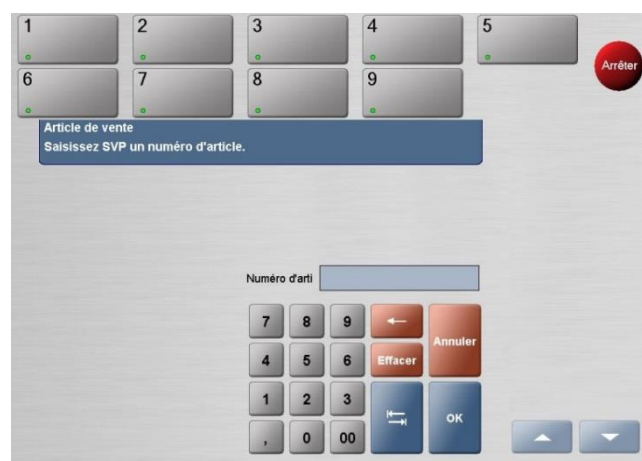 1 2 3 4 5
Arrêter
6 7 8 9
Article de vente
Saisissez SVP un numéro d'article.
Numéro d'arti
7 8 9 ←
Annuler
4 5 6 Effacer
1 2 3
OK
, 0 00